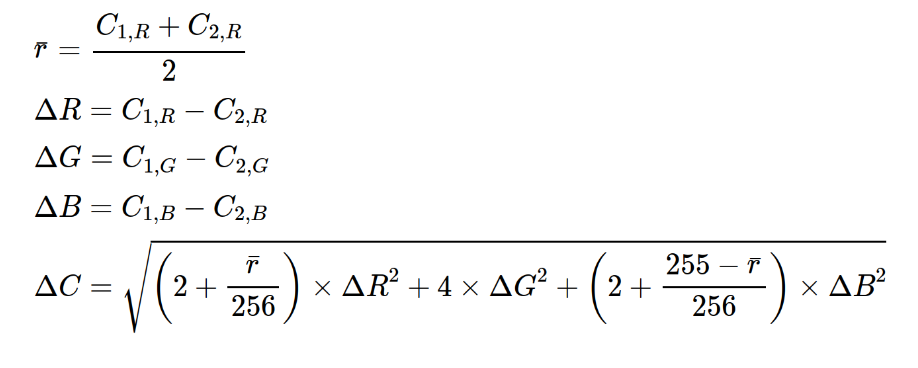 r̄ = (C₁,R + C₂,R) / 2
ΔR = C₁,R − C₂,R
ΔG = C₁,G − C₂,G
ΔB = C₁,B − C₂,B
ΔC = √((2 + r̄/256) × ΔR² + 4 × ΔG² + (2 + (255 − r̄)/256) × ΔB²)